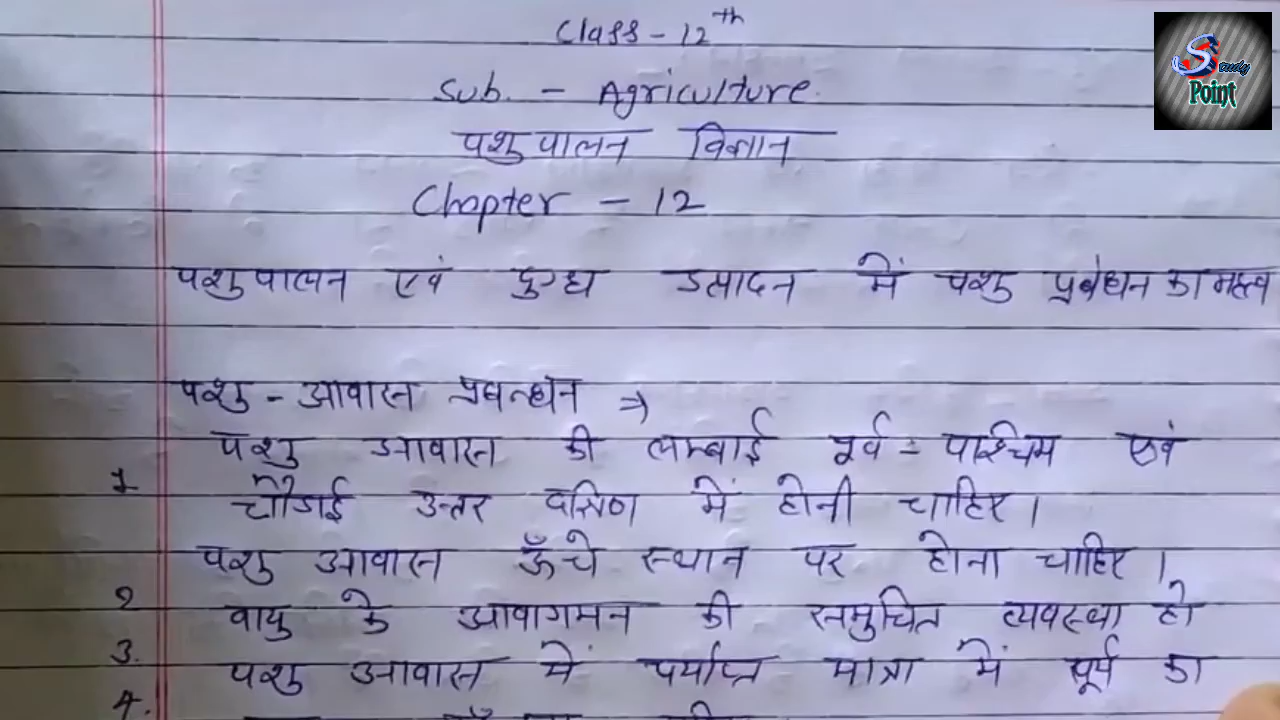 Class - 12th
Study
Point
Sub - Agriculture
पशुपालन विज्ञान
Chapter - 12
पशुपालन एवं दुग्ध उत्पादन में पशु प्रबंधन का महत्व
पशु - आवास प्रबन्धन ⇒
पशु आवास की लम्बाई पूर्व - पश्चिम एवं
1
चौडाई उत्तर दक्षिण में होनी चाहिए।
पशु आवास ऊँचे स्थान पर होना चाहिए।
2
वायु के आवागमन की समुचित व्यवस्था हो
3.
पशु आवास में पर्याप्त मात्रा में सूर्य का
4.